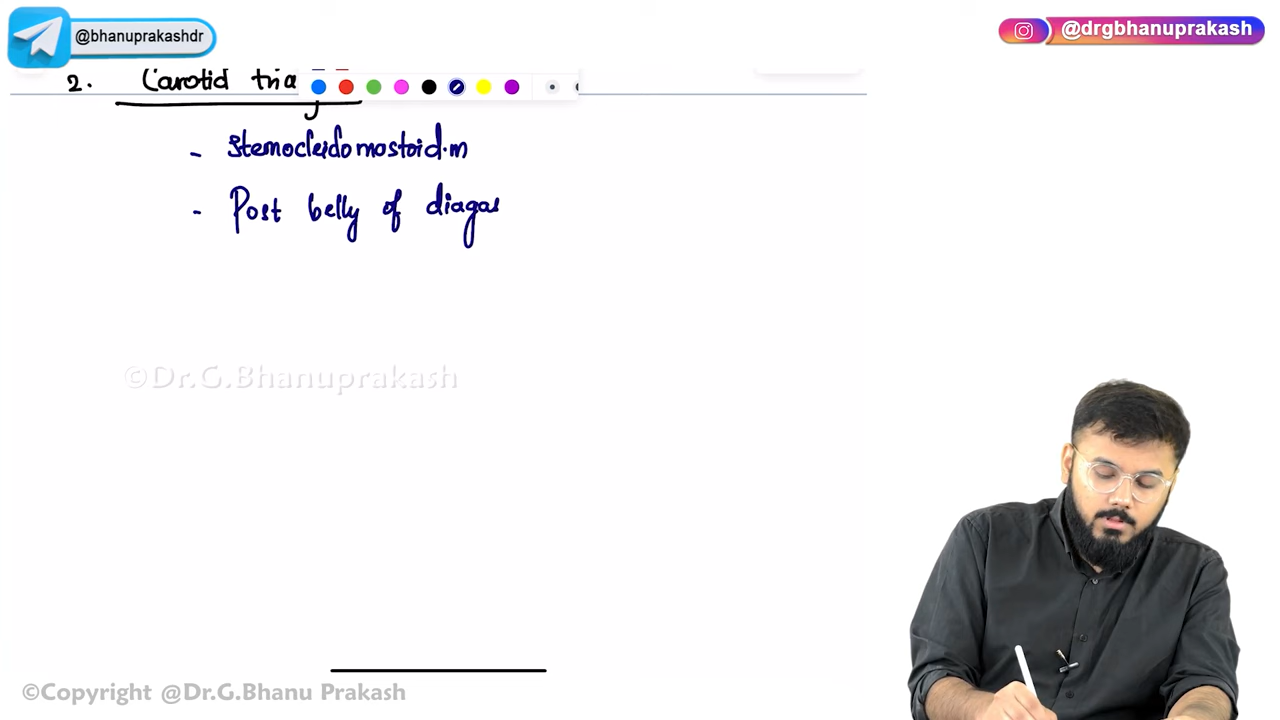 @bhanuprakashdr
@drgbhanuprakash
2. Carotid tria
- Sternocleidomastoid.m
- Post belly of diagas
©Dr.G.Bhanuprakash
©Copyright @Dr.G.Bhanu Prakash